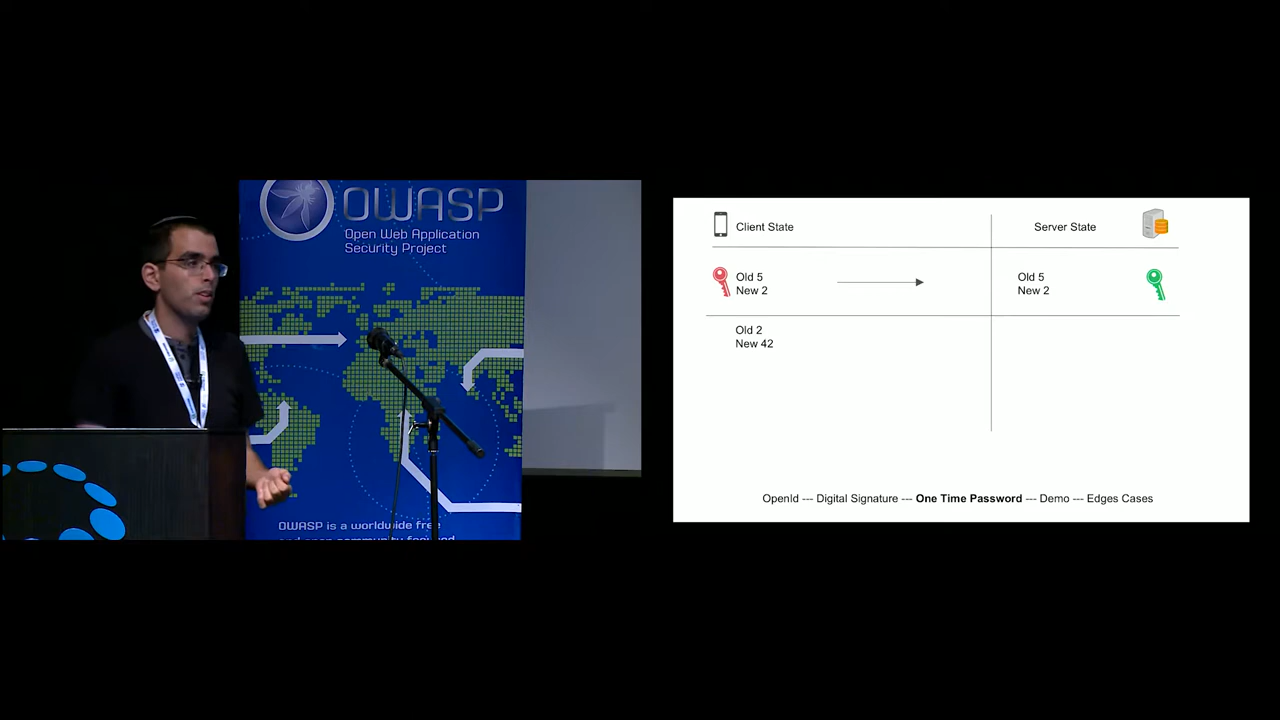 OWASP
Open Web Application
Security Project
OWASP is a worldwide free
Client State
Server State
Old 5
New 2
Old 5
New 2
Old 2
New 42
OpenId --- Digital Signature --- One Time Password --- Demo --- Edges Cases